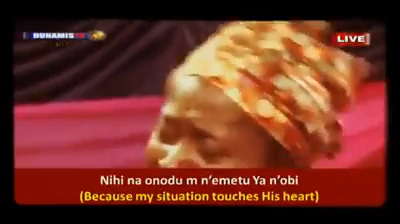 DUNAMIS TV
LIVE
Nihi na onodu m n'emetu Ya n'obi
(Because my situation touches His heart)